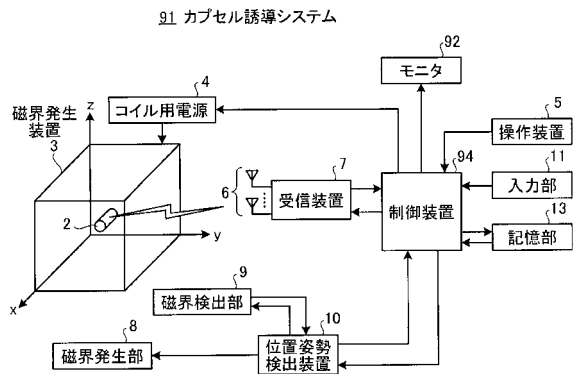 91 カプセル誘導システム
92
モニタ
4
コイル用電源
磁界発生
装置
3
z
5
操作装置
94
11
入力部
7
6
受信装置
制御装置
13
記憶部
2
y
x
9
磁界検出部
10
位置姿勢
検出装置
8
磁界発生部